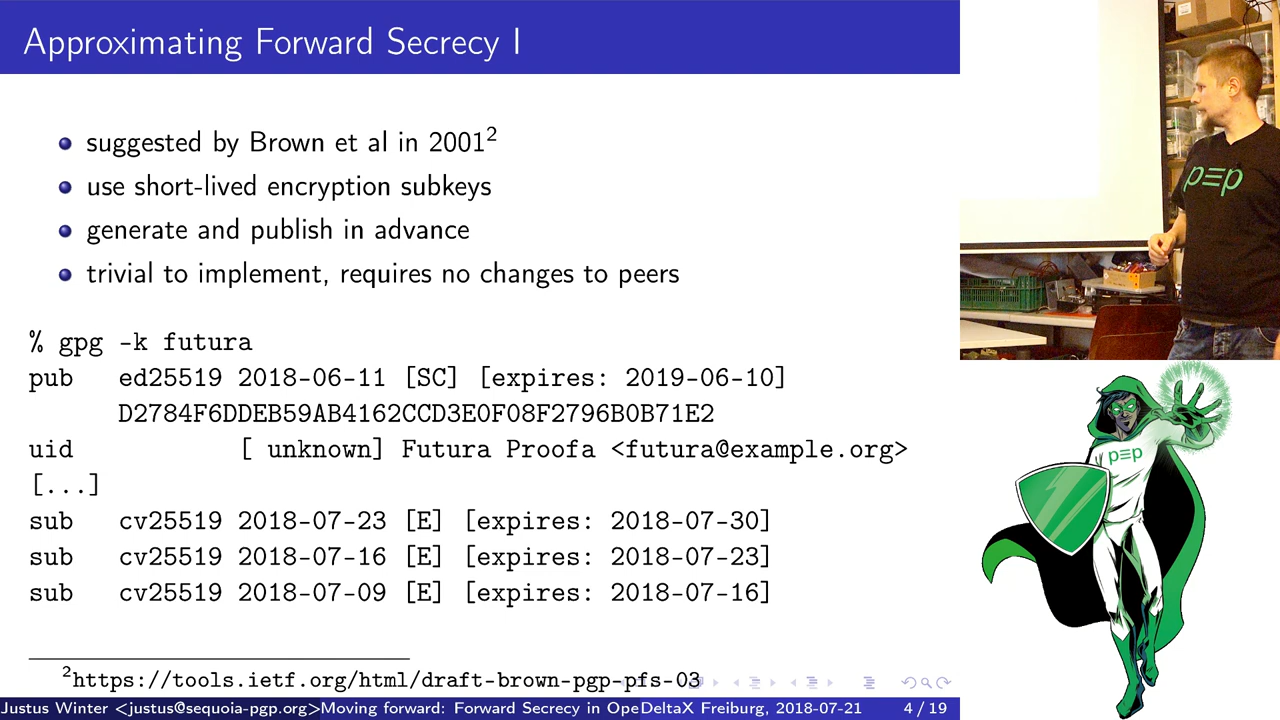 Approximating Forward Secrecy I
suggested by Brown et al in 2001²
use short-lived encryption subkeys
generate and publish in advance
trivial to implement, requires no changes to peers
% gpg -k futura
pub ed25519 2018-06-11 [SC] [expires: 2019-06-10]
D2784F6DDEB59AB4162CCD3E0F08F2796B0B71E2
uid [ unknown] Futura Proofa <futura@example.org>
[...]
sub cv25519 2018-07-23 [E] [expires: 2018-07-30]
sub cv25519 2018-07-16 [E] [expires: 2018-07-23]
sub cv25519 2018-07-09 [E] [expires: 2018-07-16]
²https://tools.ietf.org/html/draft-brown-pgp-pfs-03
Justus Winter <justus@sequoia-pgp.org> Moving forward: Forward Secrecy in Ope DeltaX Freiburg, 2018-07-21 4 / 19
p≡p
p≡p